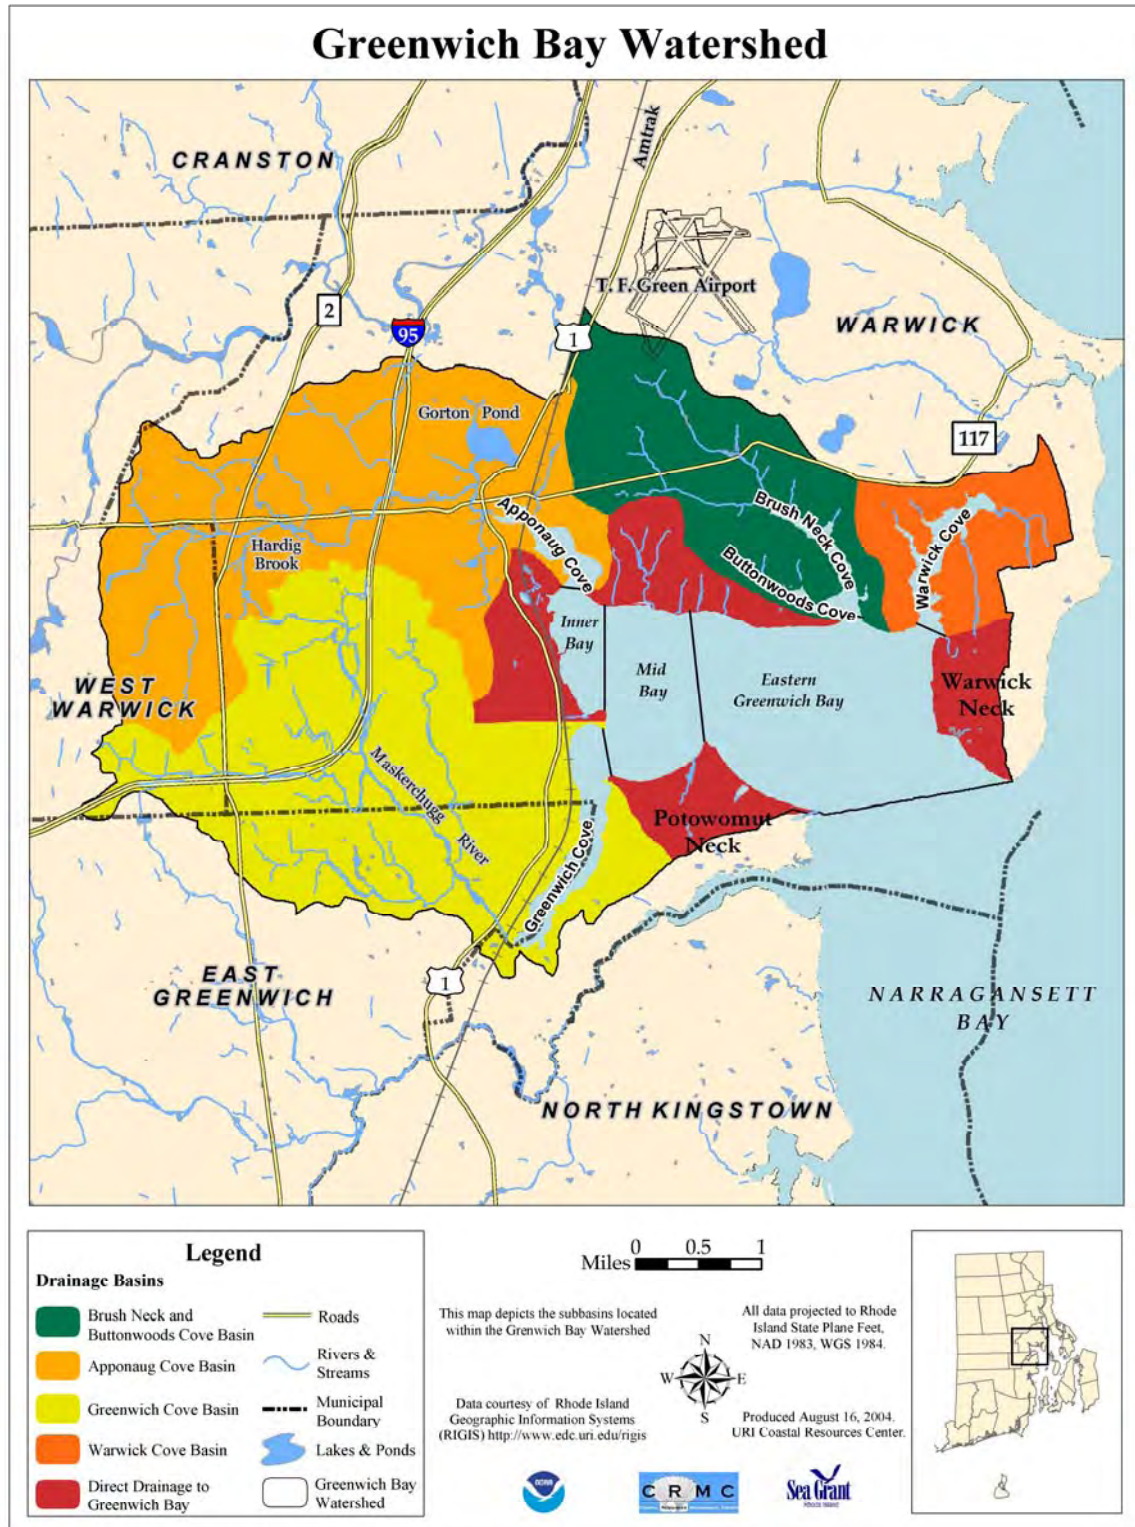 Greenwich Bay Watershed
CRANSTON
Amtrak
T. F. Green Airport
2
95
1
WARWICK
Gorton Pond
117
Apponaug Cove
Brush Neck Cove
Hardig
Brook
Buttonwoods Cove
Warwick Cove
Inner
Bay
Mid
Bay
Eastern
Greenwich Bay
WEST
WARWICK
Warwick
Neck
Maskerchugg
River
Potowomut
Neck
Greenwich Cove
EAST
GREENWICH
1
NARRAGANSETT
BAY
NORTH KINGSTOWN
Legend
Drainage Basins
Brush Neck and
Buttonwoods Cove Basin
Apponaug Cove Basin
Greenwich Cove Basin
Warwick Cove Basin
Direct Drainage to
Greenwich Bay
Roads
Rivers &
Streams
Municipal
Boundary
Lakes & Ponds
Greenwich Bay
Watershed
0 0.5 1
Miles
This map depicts the subbasins located
within the Grenwich Bay Watershed
All data projected to Rhode
Island State Plane Feet,
NAD 1983, WGS 1984.
N
W E
S
Data courtesy of Rhode Island
Geographic Information Systems
(RIGIS) http://www.edc.uri.edu/rigis
Produced August 16, 2004.
URI Coastal Resources Center.
NOAA
CRMC
Sea Grant